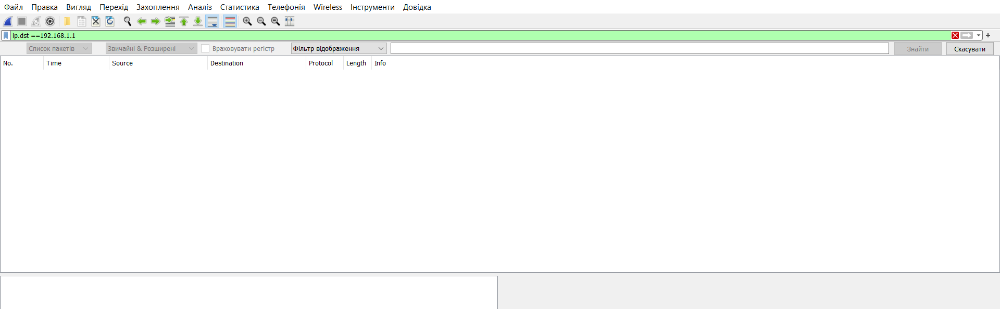 Файл Правка Вигляд Перехід Захоплення Аналіз Статистика Телефонія Wireless Інструменти Довідка
ip.dst ==192.168.1.1
Список пакетів Звичайні & Розширені Враховувати регістр Фільтр відображення Знайти Скасувати
No. Time Source Destination Protocol Length Info